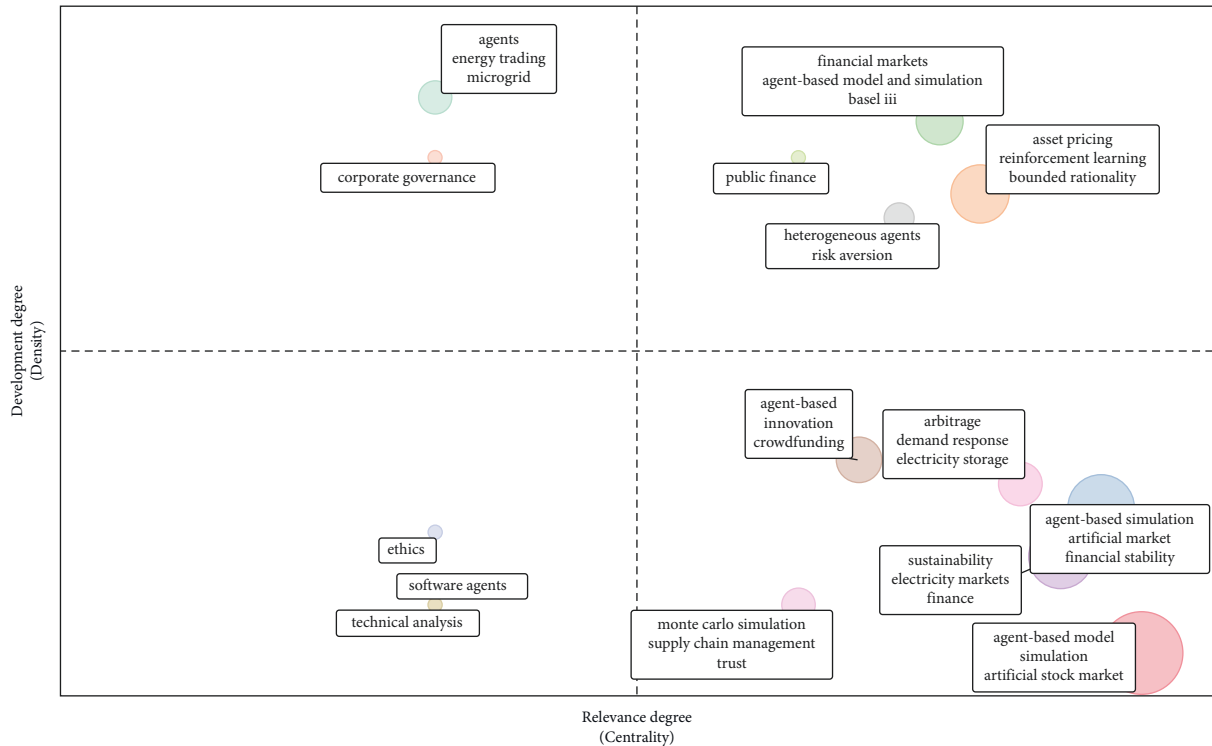 agents
energy trading
microgrid
financial markets
agent-based model and simulation
basel iii
asset pricing
reinforcement learning
bounded rationality
corporate governance
public finance
heterogeneous agents
risk aversion
Development degree
(Density)
agent-based
innovation
crowdfunding
arbitrage
demand response
electricity storage
agent-based simulation
artificial market
financial stability
ethics
sustainability
electricity markets
finance
software agents
technical analysis
monte carlo simulation
supply chain management
trust
agent-based model
simulation
artificial stock market
Relevance degree
(Centrality)